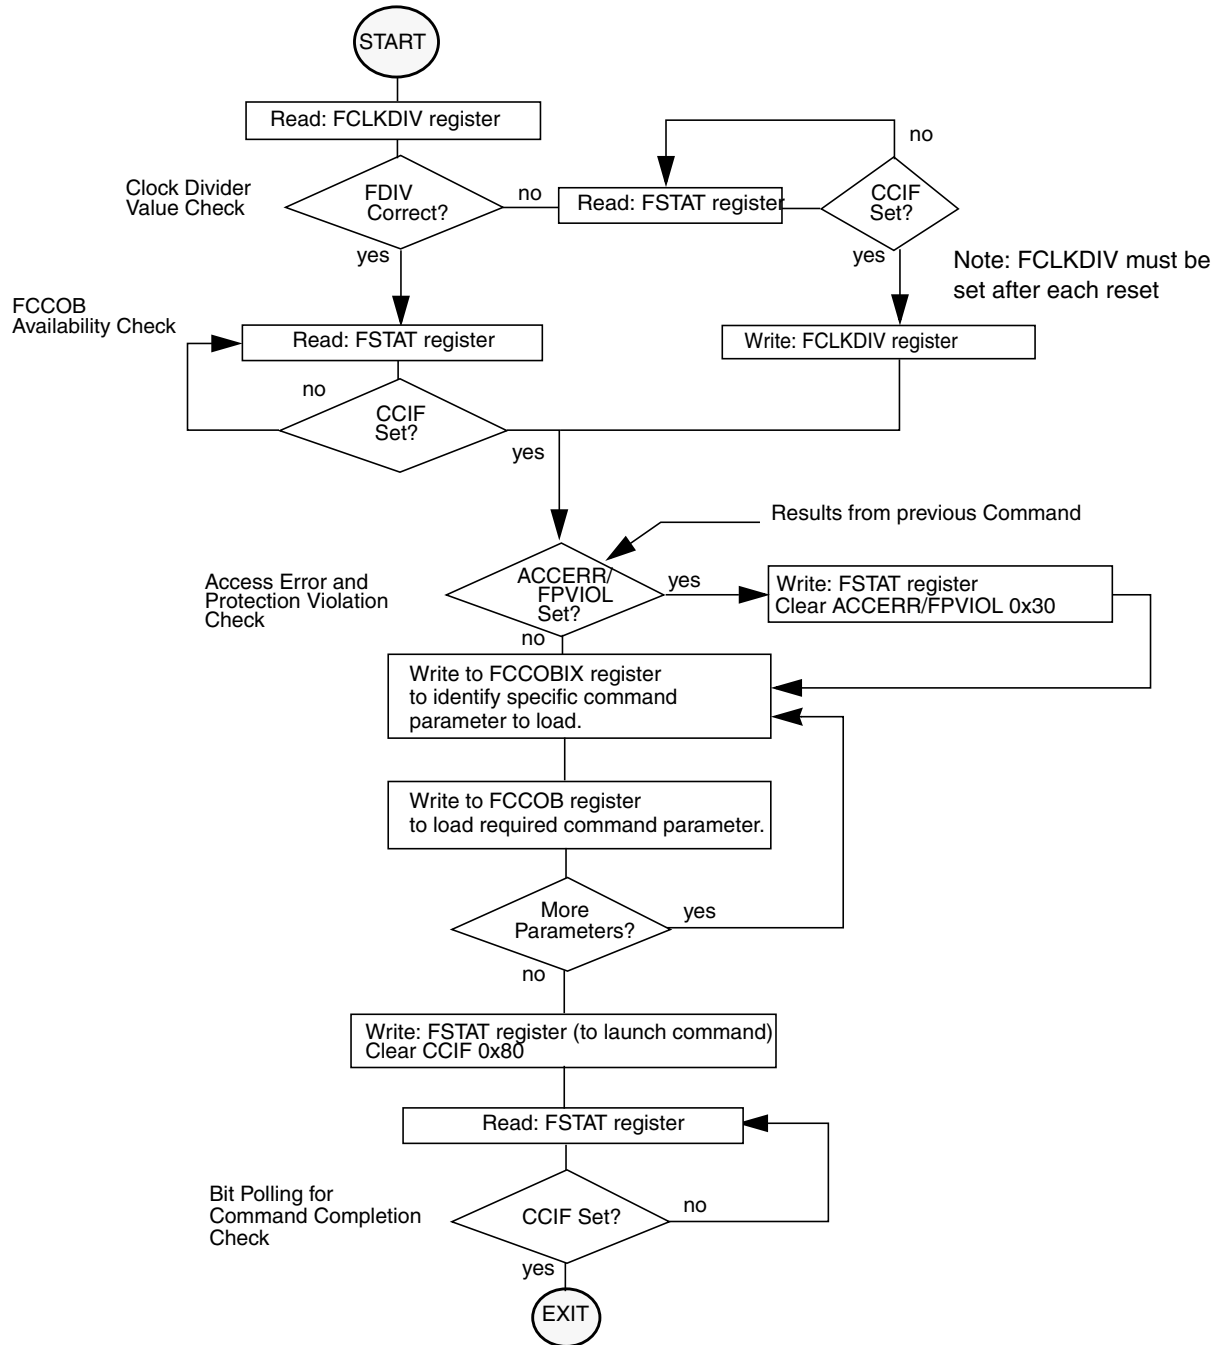 START
Read: FCLKDIV register
no
Clock Divider
Value Check
FDIV
Correct?
no
Read: FSTAT register
CCIF
Set?
yes
yes
Note: FCLKDIV must be
set after each reset
FCCOB
Availability Check
Read: FSTAT register
Write: FCLKDIV register
no
CCIF
Set?
yes
Results from previous Command
Access Error and
Protection Violation
Check
ACCERR/
FPVIOL
Set?
yes
Write: FSTAT register
Clear ACCERR/FPVIOL 0x30
no
Write to FCCOBIX register
to identify specific command
parameter to load.
Write to FCCOB register
to load required command parameter.
More
Parameters?
yes
no
Write: FSTAT register (to launch command)
Clear CCIF 0x80
Read: FSTAT register
Bit Polling for
Command Completion
Check
CCIF Set?
no
yes
EXIT